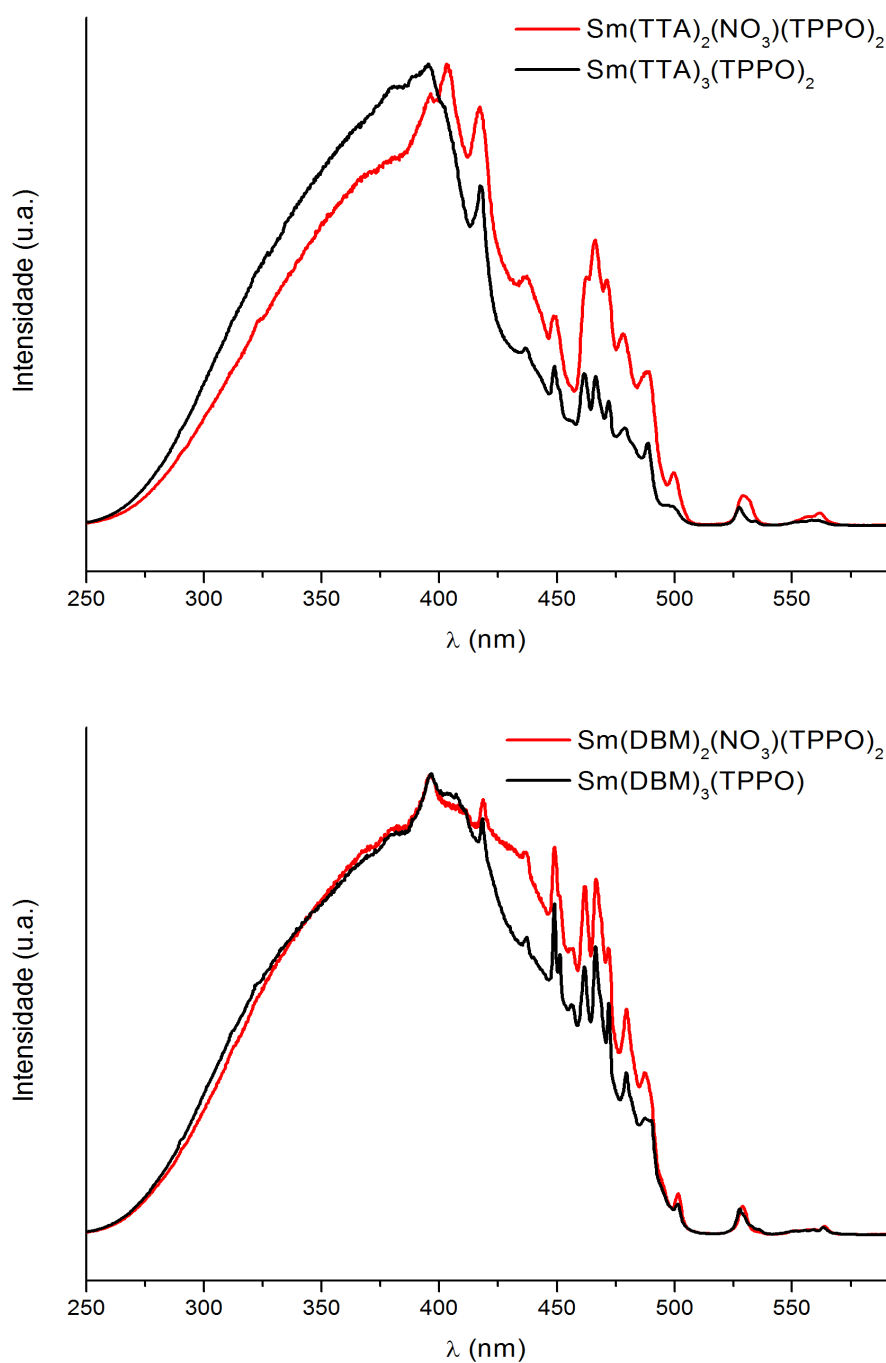 Sm(TTA)₂(NO₃)(TPPO)₂
Sm(TTA)₃(TPPO)₂
Intensidade (u.a.)
250 300 350 400 450 500 550
λ (nm)
Sm(DBM)₂(NO₃)(TPPO)₂
Sm(DBM)₃(TPPO)
Intensidade (u.a.)
250 300 350 400 450 500 550
λ (nm)